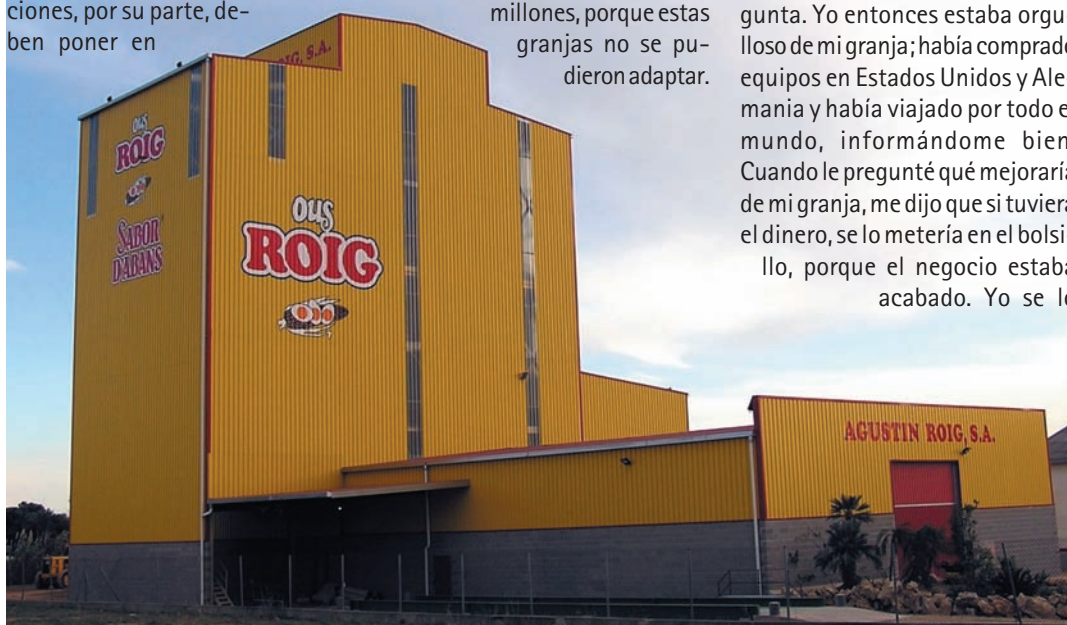 ciones, por su parte, de-
ben poner en
millones, porque estas
granjas no se pu-
dieron adaptar.
gunta. Yo entonces estaba orgu-
lloso de mi granja; había comprado
equipos en Estados Unidos y Ale-
mania y había viajado por todo el
mundo, informándome bien.
Cuando le pregunté qué mejoraría
de mi granja, me dijo que si tuviera
el dinero, se lo metería en el bolsi-
llo, porque el negocio estaba
acabado. Yo se lo
IG, S.A.
OUS
ROIG
SABOR
D'ABANS
OUS
ROIG
AGUSTIN ROIG, S.A.